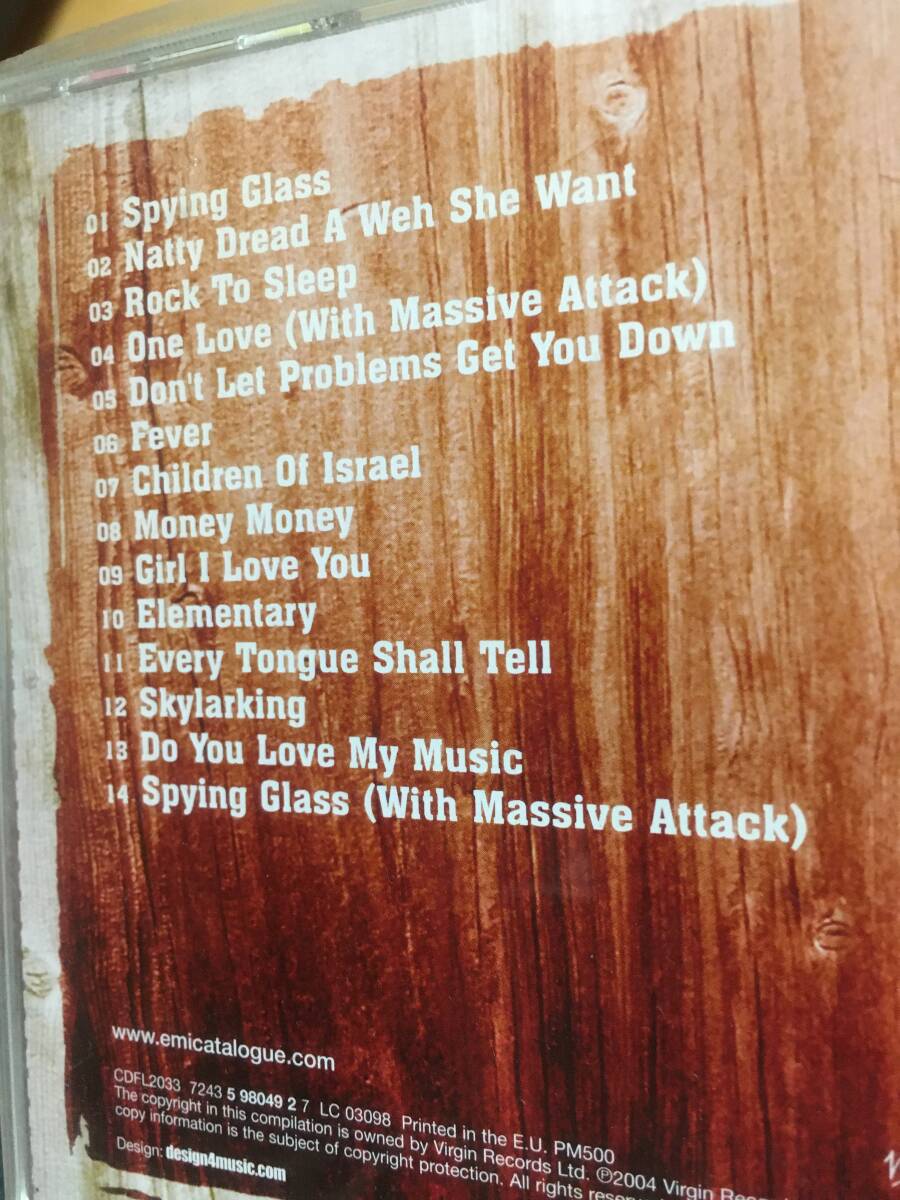 01 Spying Glass
02 Natty Dread A Weh She Want
03 Rock To Sleep
04 One Love (With Massive Attack)
05 Don't Let Problems Get You Down
06 Fever
07 Children Of Israel
08 Money Money
09 Girl I Love You
10 Elementary
11 Every Tongue Shall Tell
12 Skylarking
13 Do You Love My Music
14 Spying Glass (With Massive Attack)
www.emicatalogue.com
CDFL2033 7243 5 98049 2 7 LC 03098 Printed in the E.U. PM500
The copyright in this compilation is owned by Virgin Records Ltd. ℗2004 Virgin
copy information is the subject of copyright protection. All rights
Design: design4music.com